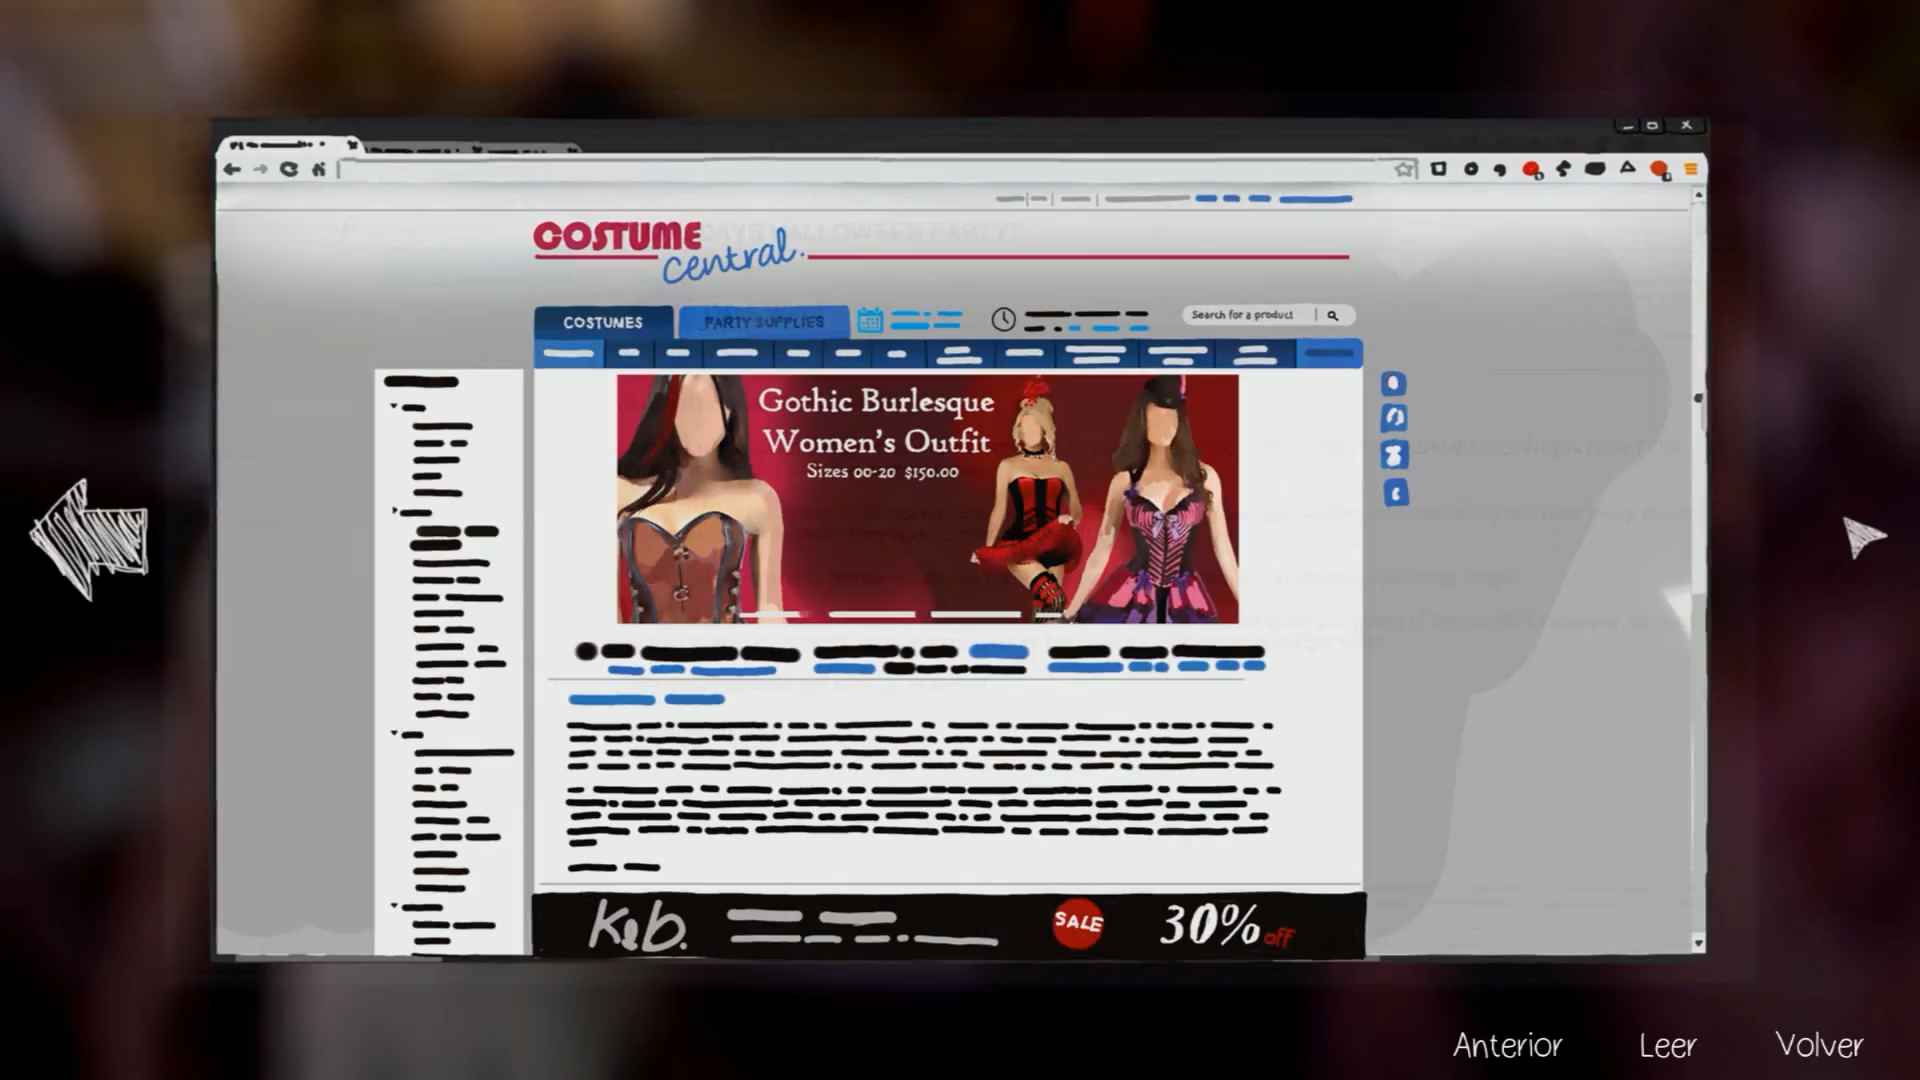 COSTUME
central.
COSTUMES
PARTY SUPPLIES
Search for a product
Gothic Burlesque
Women's Outfit
Sizes 00-20 $150.00
K&b.
SALE
30% off
Anterior
Leer
Volver